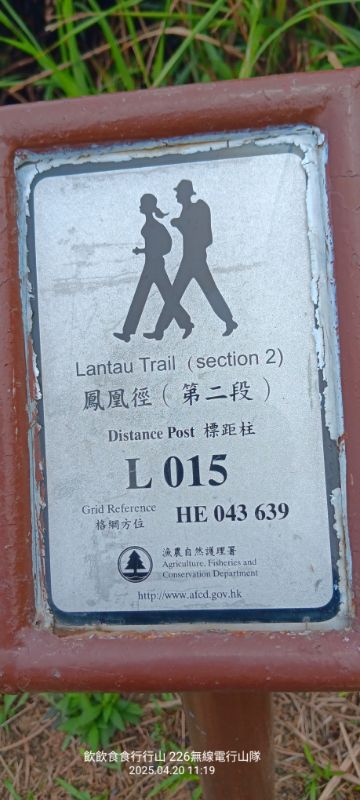 Lantau Trail (section 2)
鳳凰徑（第二段）
Distance Post 標距柱
L 015
Grid Reference
格網方位
HE 043 639
漁農自然護理署
Agriculture, Fisheries and
Conservation Department
http://www.afcd.gov.hk
飲飲食食行行山 226無線電行山隊
2025.04.20 11:19